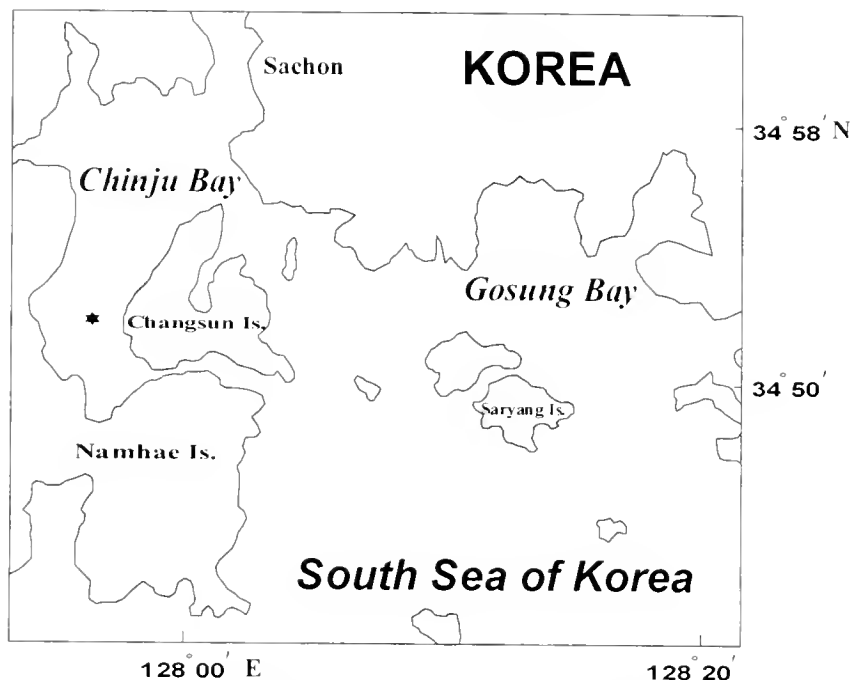 Sachon
KOREA
34°58′ N
Chinju Bay
Gosung Bay
Changsun Is.
34°50′
Saryang Is.
Namhae Is.
South Sea of Korea
128°00′ E
128°20′